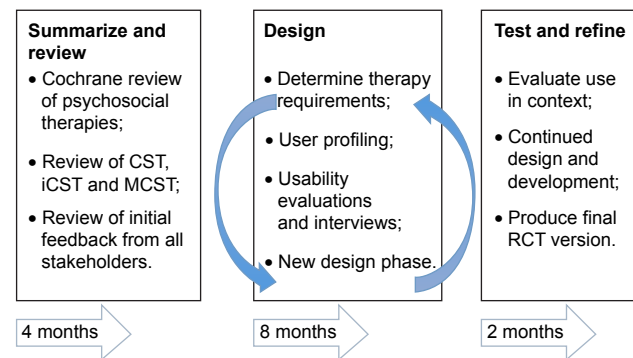 Summarize and
review
• Cochrane review
of psychosocial
therapies;
• Review of CST,
iCST and MCST;
• Review of initial
feedback from all
stakeholders.
4 months
Design
• Determine therapy
requirements;
• User profiling;
• Usability
evaluations
and interviews;
• New design phase.
8 months
Test and refine
• Evaluate use
in context;
• Continued
design and
development;
• Produce final
RCT version.
2 months